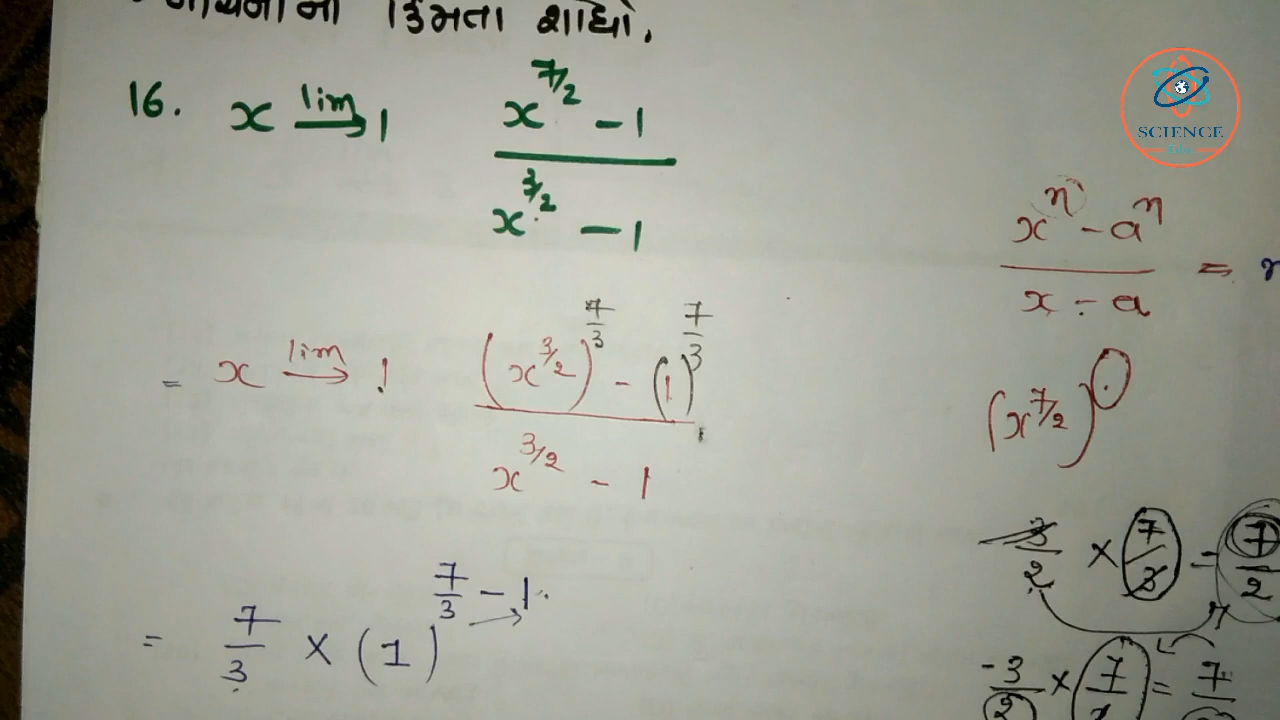 કિંમત શોધો.
16. x lim→ 1 x^7/2 - 1 / x^3/2 - 1
SCIENCE
x^n - a^n / x - a =
= x lim→ 1 (x^3/2)^7/3 - (1)^7/3 / x^3/2 - 1
(x^7/2)
3/2 × 7/3 = 7/2
= 7/3 × (1)^7/3 - 1
-3/2 × 7/ = 7/